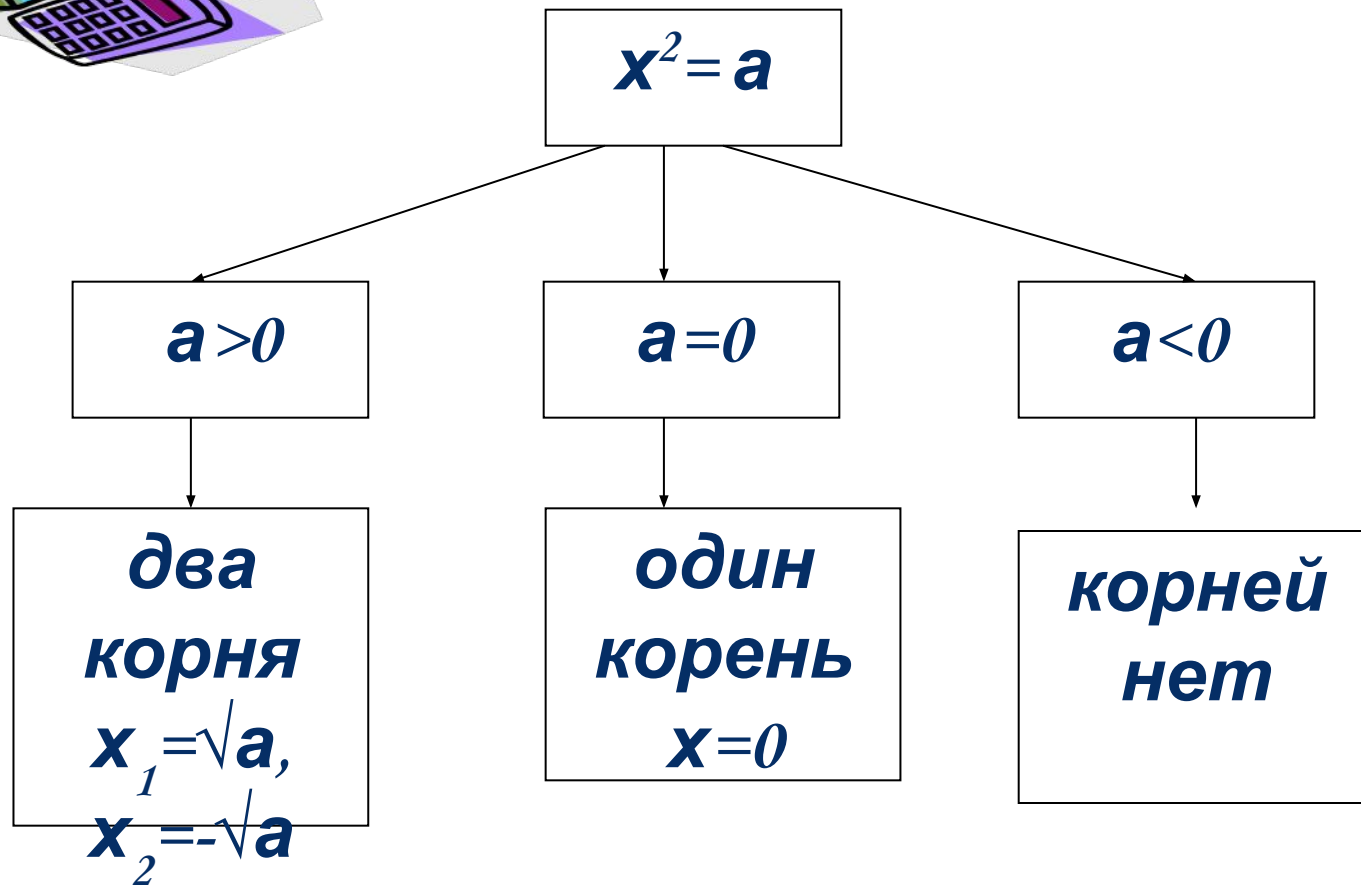 x²= a
a>0
a=0
a<0
два
корня
x₁=√a,
x₂=-√a
один
корень
x=0
корней
нет